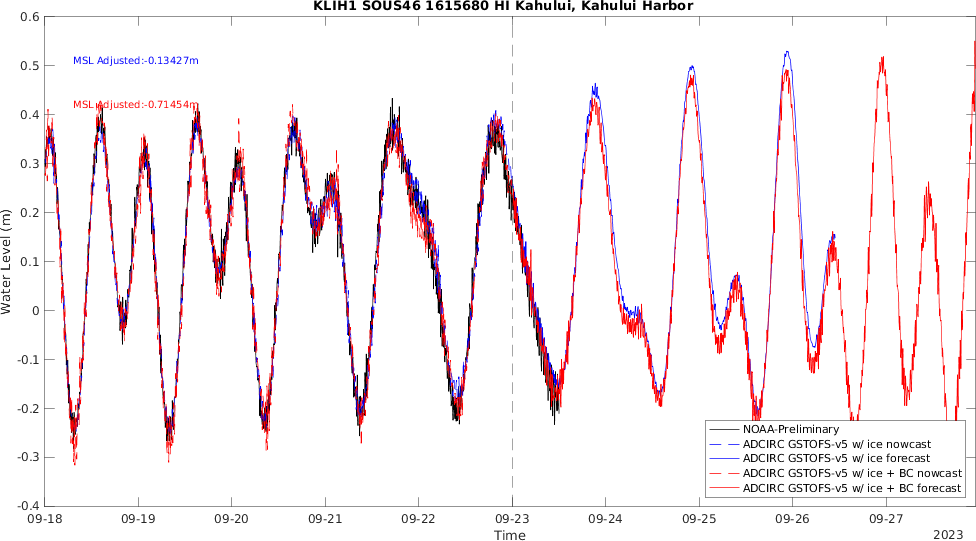 KLIH1 SOUS46 1615680 HI Kahului, Kahului Harbor
0.6
0.5
0.4
0.3
0.2
0.1
0
-0.1
-0.2
-0.3
-0.4
Water Level (m)
MSL Adjusted:-0.13427m
MSL Adjusted:-0.71454m
NOAA-Preliminary
ADCIRC GSTOFS-v5 w/ ice nowcast
ADCIRC GSTOFS-v5 w/ ice forecast
ADCIRC GSTOFS-v5 w/ ice + BC nowcast
ADCIRC GSTOFS-v5 w/ ice + BC forecast
09-18 09-19 09-20 09-21 09-22 09-23 09-24 09-25 09-26 09-27
Time
2023